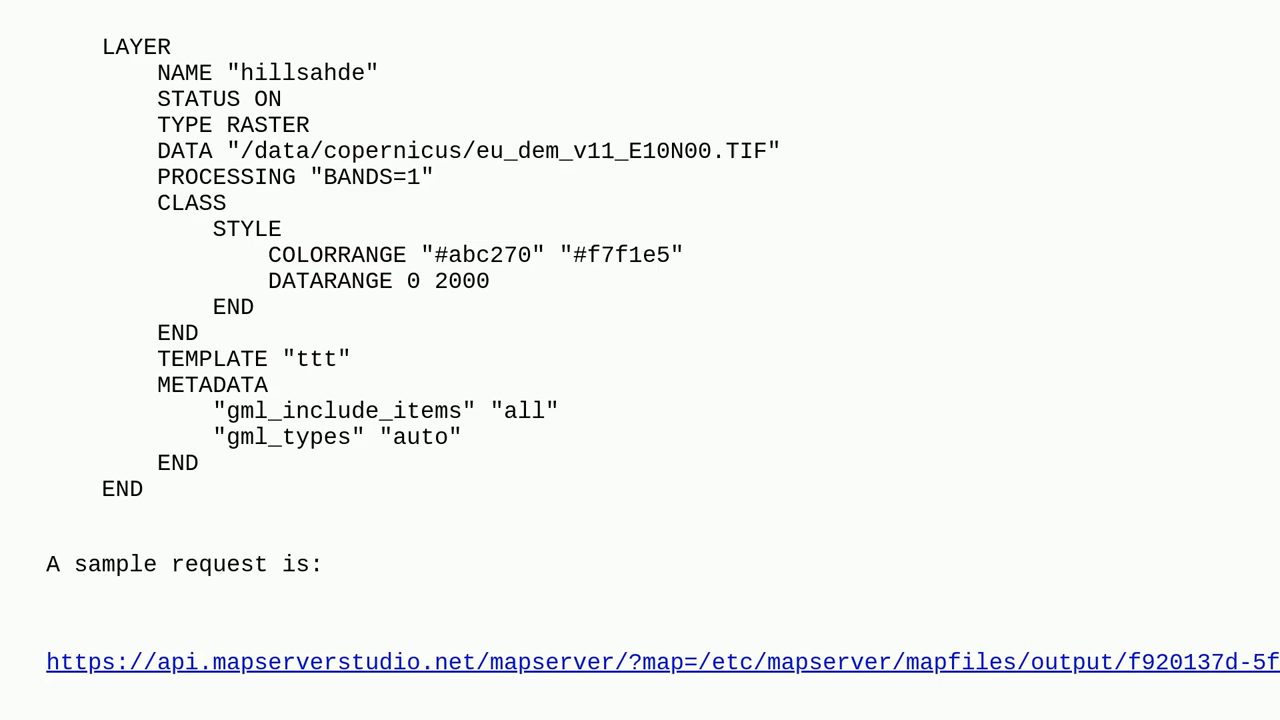 LAYER
NAME "hillsahde"
STATUS ON
TYPE RASTER
DATA "/data/copernicus/eu_dem_v11_E10N00.TIF"
PROCESSING "BANDS=1"
CLASS
STYLE
COLORRANGE "#abc270" "#f7f1e5"
DATARANGE 0 2000
END
END
TEMPLATE "ttt"
METADATA
"gml_include_items" "all"
"gml_types" "auto"
END
END
A sample request is:
https://api.mapserverstudio.net/mapserver/?map=/etc/mapserver/mapfiles/output/f920137d-5f